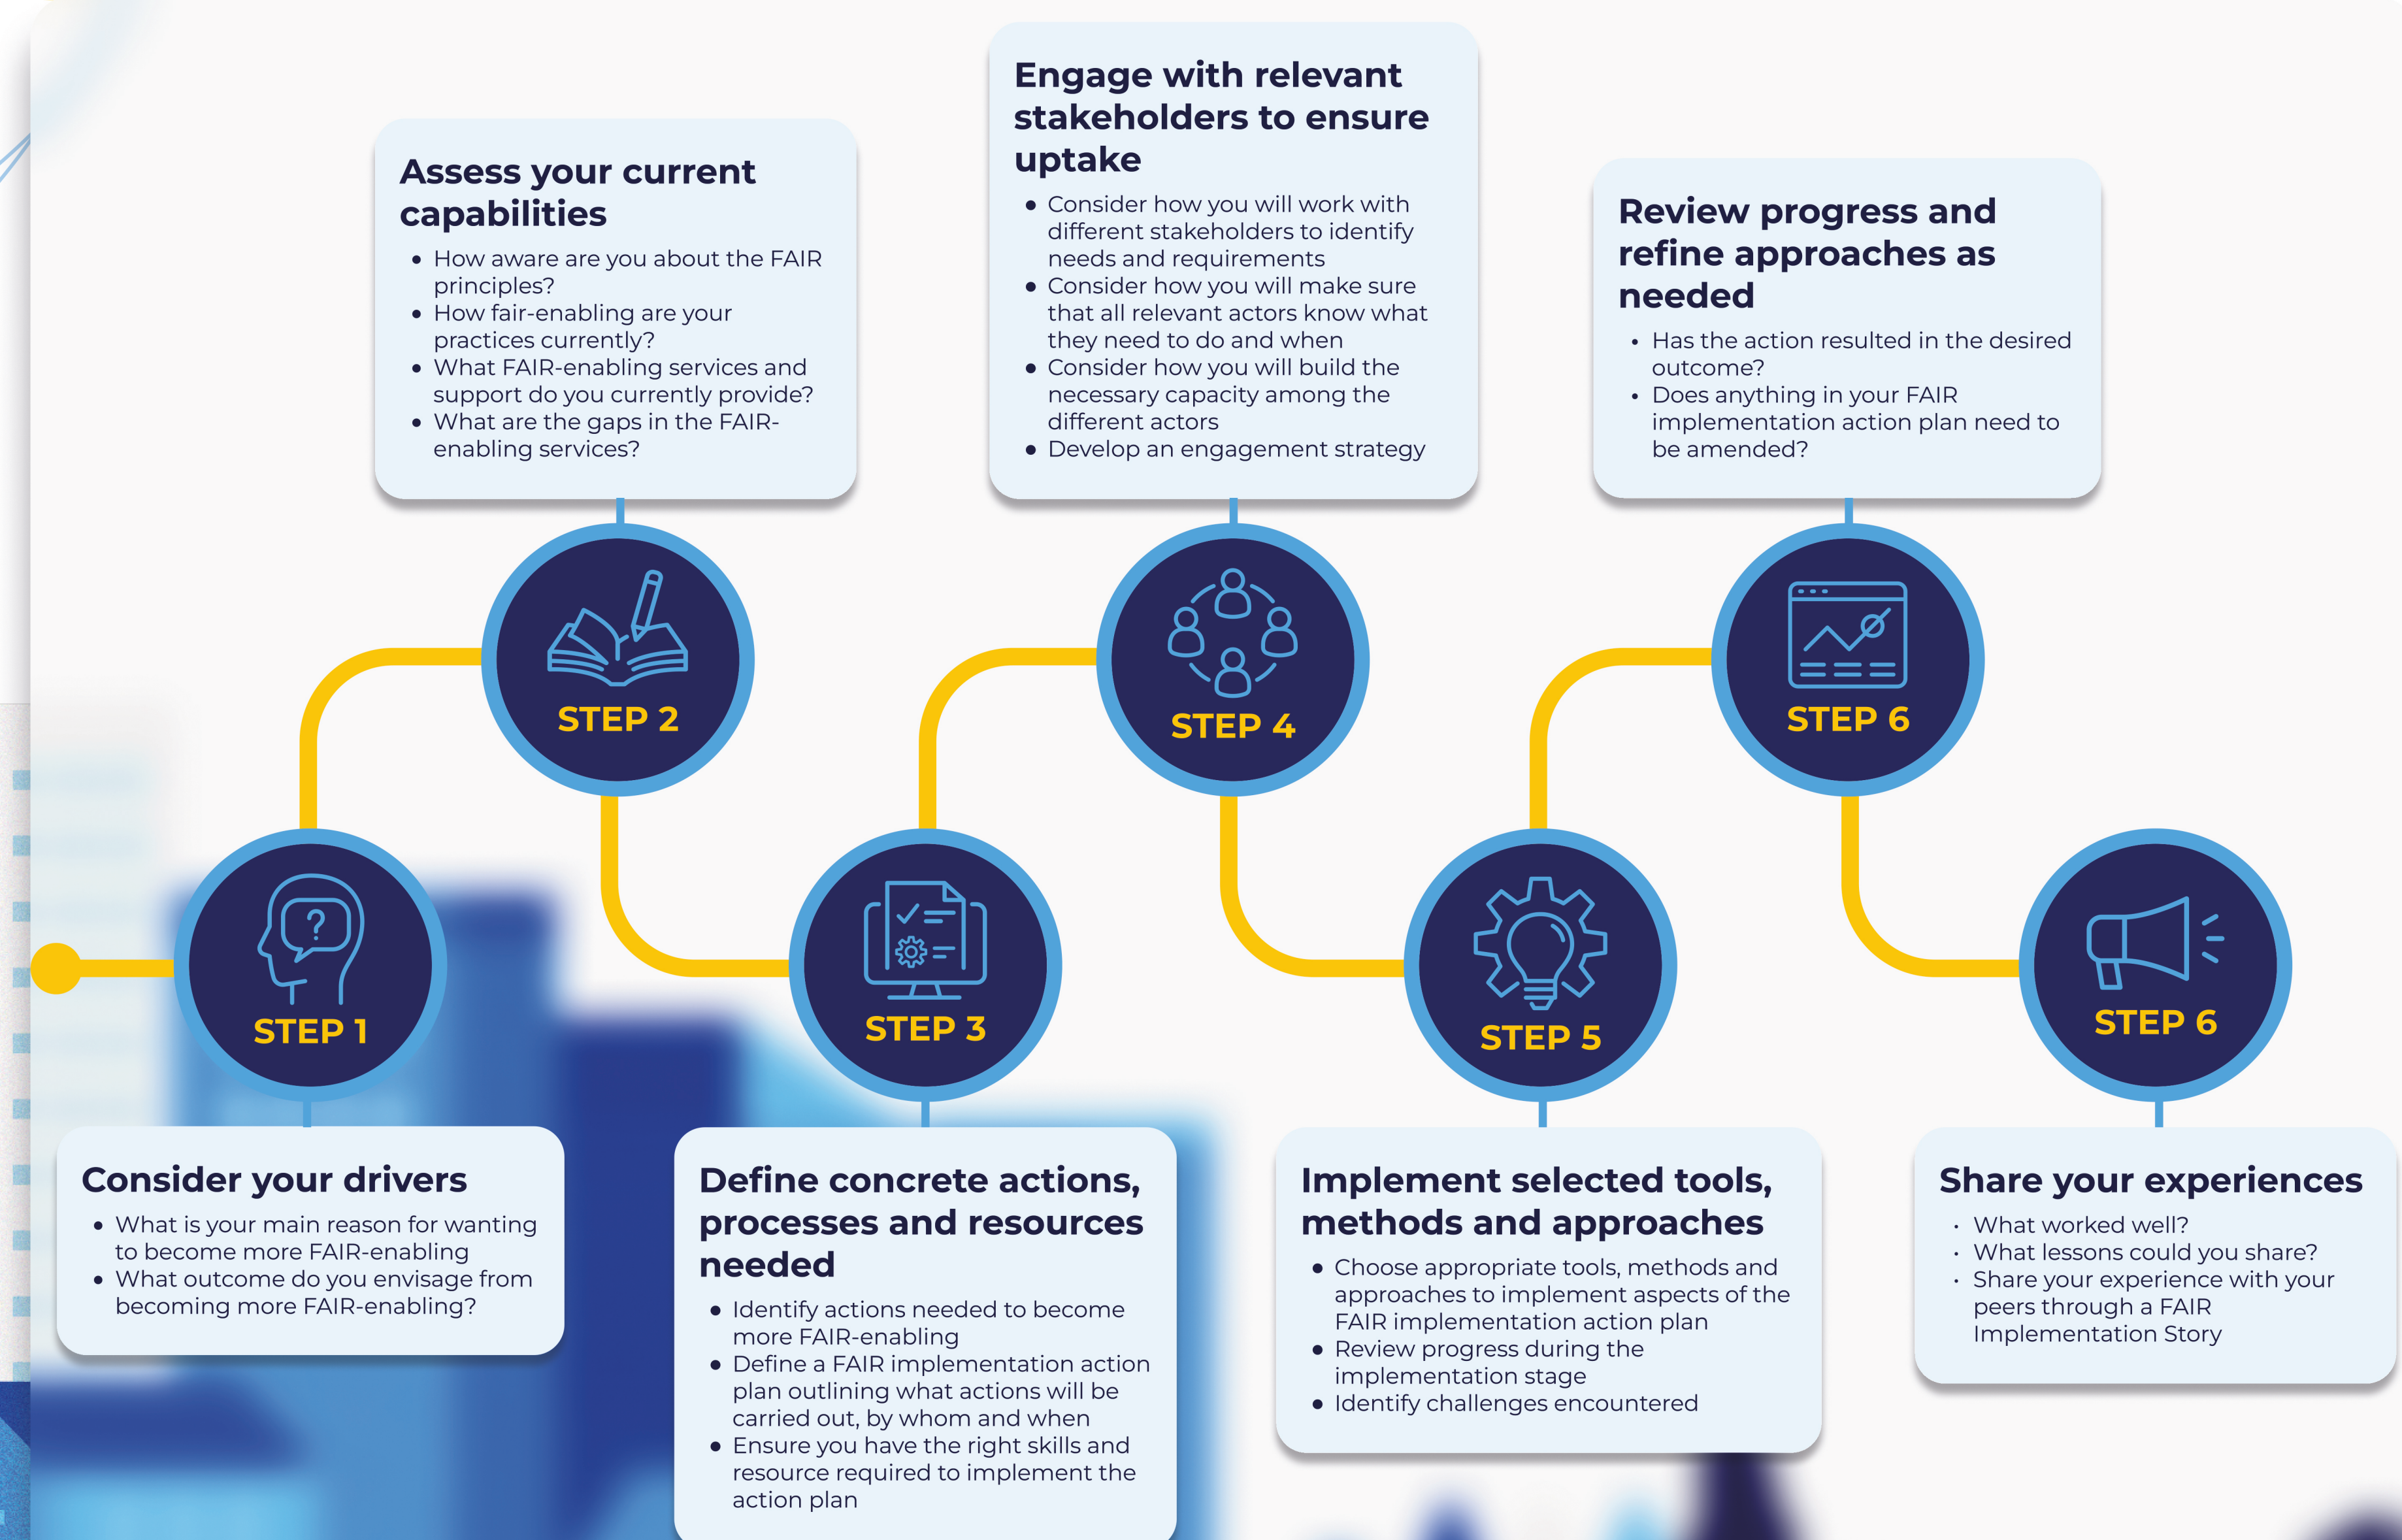 Consider your drivers
• What is your main reason for wanting
to become more FAIR-enabling
• What outcome do you envisage from
becoming more FAIR-enabling?
STEP 1
Assess your current
capabilities
• How aware are you about the FAIR
principles?
• How fair-enabling are your
practices currently?
• What FAIR-enabling services and
support do you currently provide?
• What are the gaps in the FAIR-
enabling services?
STEP 2
STEP 3
Define concrete actions,
processes and resources
needed
• Identify actions needed to become
more FAIR-enabling
• Define a FAIR implementation action
plan outlining what actions will be
carried out, by whom and when
• Ensure you have the right skills and
resource required to implement the
action plan
Engage with relevant
stakeholders to ensure
uptake
• Consider how you will work with
different stakeholders to identify
needs and requirements
• Consider how you will make sure
that all relevant actors know what
they need to do and when
• Consider how you will build the
necessary capacity among the
different actors
• Develop an engagement strategy
STEP 4
STEP 5
Implement selected tools,
methods and approaches
• Choose appropriate tools, methods and
approaches to implement aspects of the
FAIR implementation action plan
• Review progress during the
implementation stage
• Identify challenges encountered
Review progress and
refine approaches as
needed
• Has the action resulted in the desired
outcome?
• Does anything in your FAIR
implementation action plan need to
be amended?
STEP 6
STEP 6
Share your experiences
· What worked well?
· What lessons could you share?
· Share your experience with your
peers through a FAIR
Implementation Story